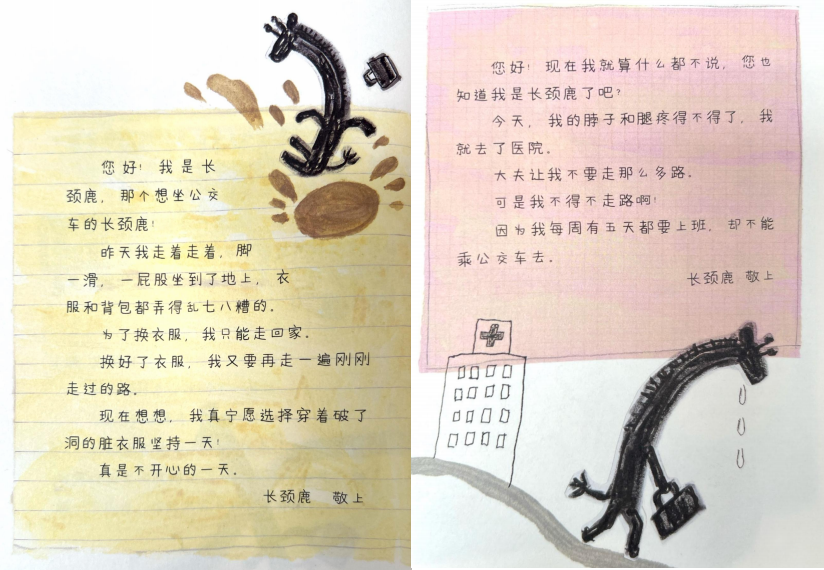 您好！我是长
颈鹿，那个想坐公交
车的长颈鹿！
昨天我走着走着，脚
一滑，一屁股坐到了地上，衣
服和背包都弄得乱七八糟的。
为了换衣服，我只能走回家。
换好了衣服，我又要再走一遍刚刚
走过的路。
现在想想，我真宁愿选择穿着破了
洞的脏衣服坚持一天！
真是不开心的一天。
长颈鹿 敬上
您好！现在我就算什么都不说，您也
知道我是长颈鹿了吧？
今天，我的脖子和腿疼得不得了，我
就去了医院。
大夫让我不要走那么多路。
可是我不得不走路啊！
因为我每周有五天都要上班，却不能
乘公交车去。
长颈鹿 敬上